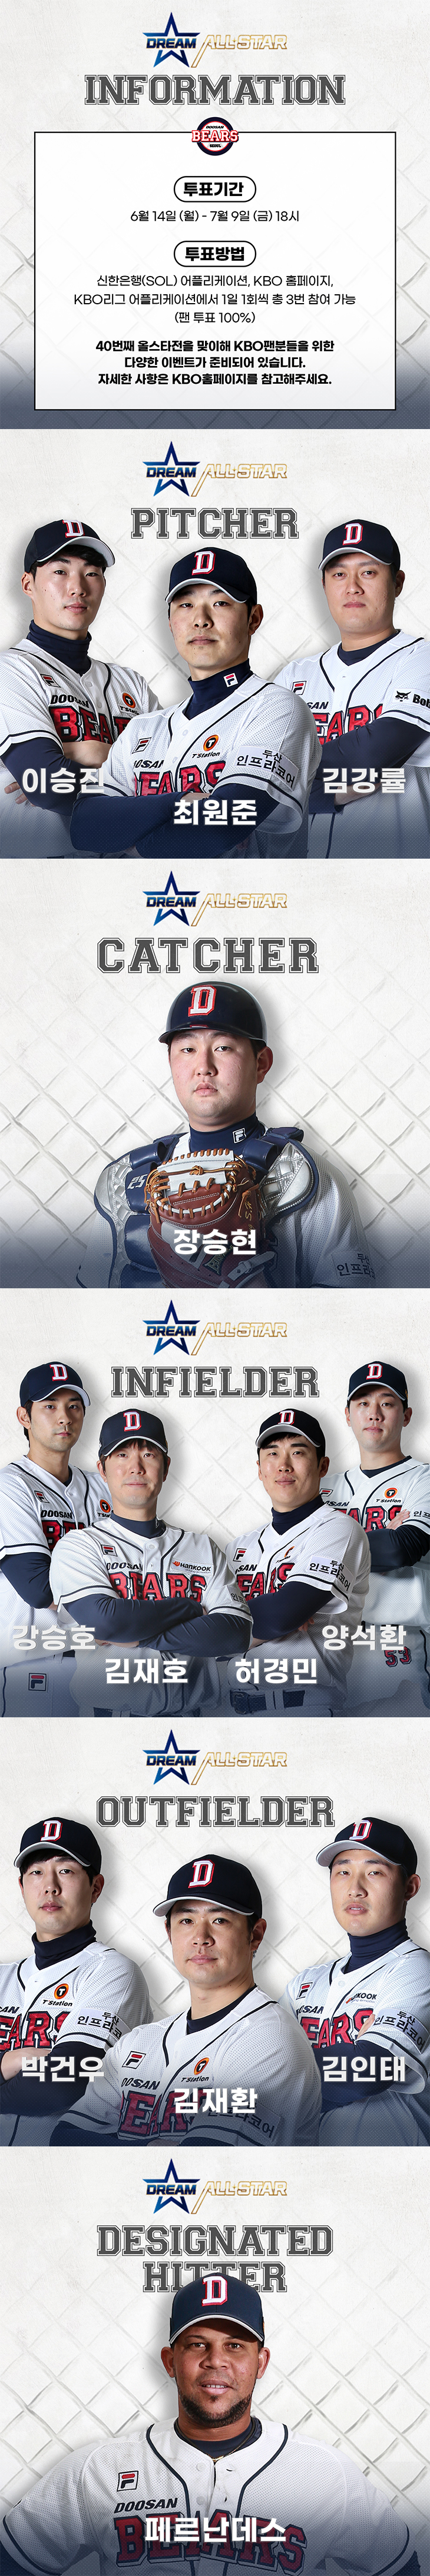 DREAM ALL★STAR
INFORMATION
DOOSAN
BEARS
SEOUL
투표기간
6월 14일 (월) - 7월 9일 (금) 18시
투표방법
신한은행(SOL) 어플리케이션, KBO 홈페이지,
KBO리그 어플리케이션에서 1일 1회씩 총 3번 참여 가능
(팬 투표 100%)
40번째 올스타전을 맞이해 KBO팬분들을 위한
다양한 이벤트가 준비되어 있습니다.
자세한 사항은 KBO홈페이지를 참고해주세요.
DREAM ALL★STAR
PITCHER
이승진
최원준
김강률
DREAM ALL★STAR
CATCHER
장승현
DREAM ALL★STAR
INFIELDER
강승호
김재호
허경민
양석환
DREAM ALL★STAR
OUTFIELDER
박건우
김재환
김인태
DREAM ALL★STAR
DESIGNATED
HITTER
DOOSAN
BEARS
페르난데스